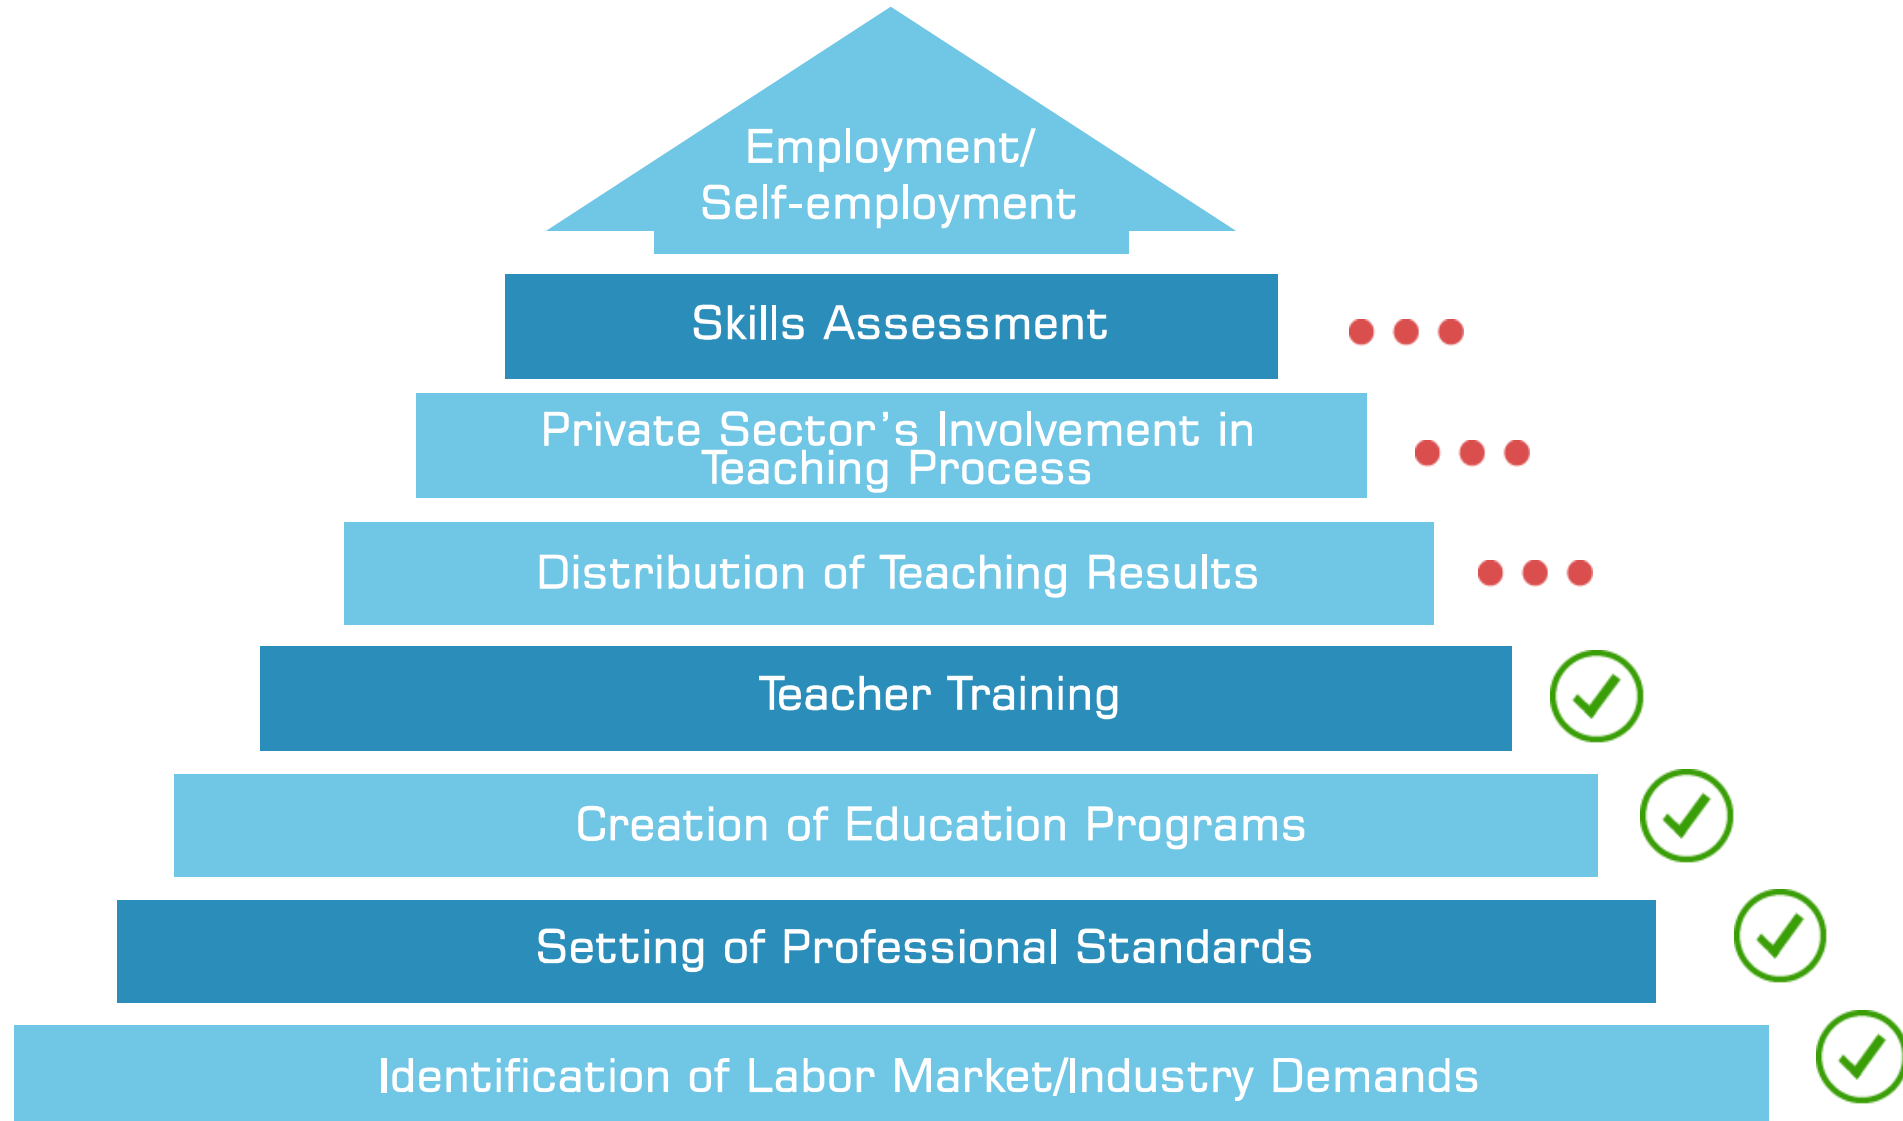 Employment/
Self-employment
Skills Assessment
Private Sector's Involvement in
Teaching Process
Distribution of Teaching Results
Teacher Training
Creation of Education Programs
Setting of Professional Standards
Identification of Labor Market/Industry Demands